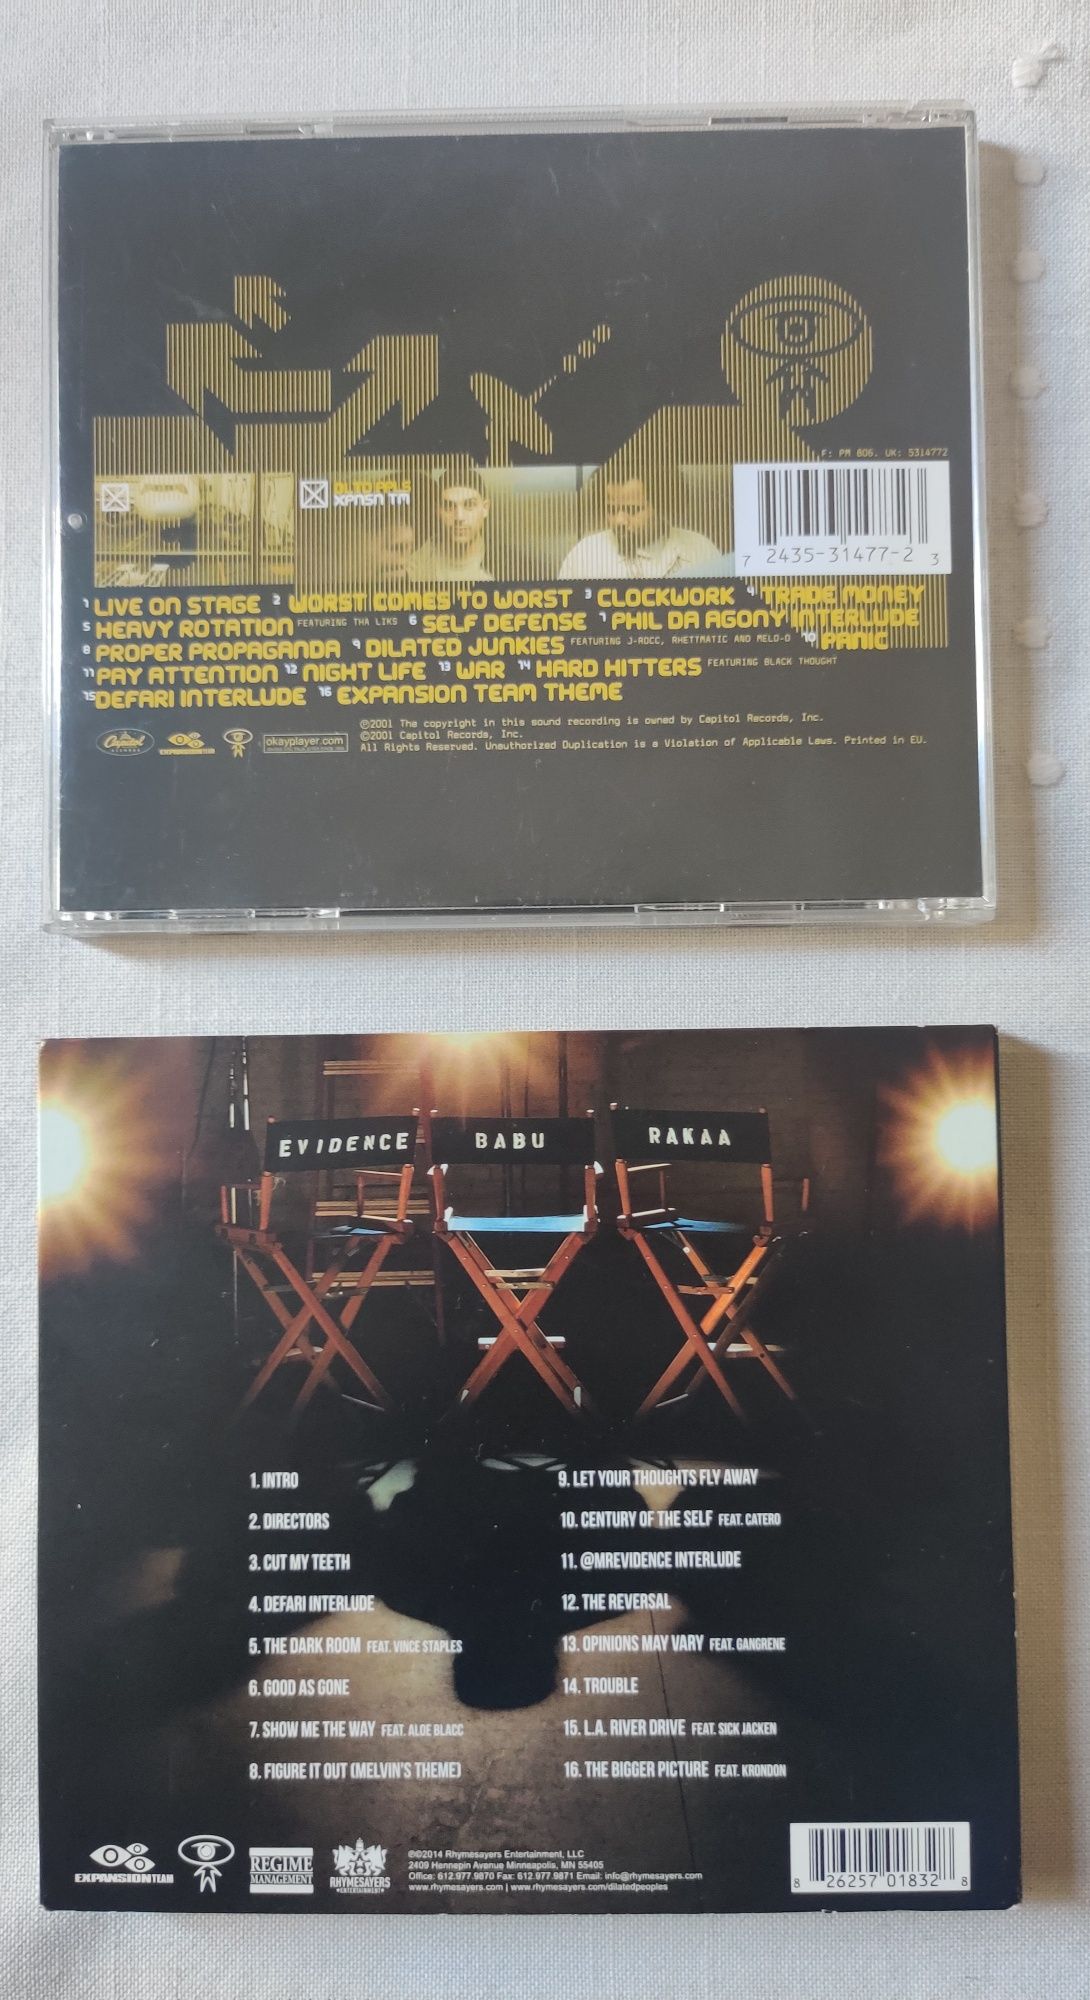 F: PM 606. UK: 5314772
DLTD PPLS
XPNSN TM
7 2435-31477-2 3
1 LIVE ON STAGE 2 WORST COMES TO WORST 3 CLOCKWORK 4 TRADE MONEY
5 HEAVY ROTATION FEATURING THA LIKS 6 SELF DEFENSE 7 PHIL DA AGONY INTERLUDE
8 PROPER PROPAGANDA 9 DILATED JUNKIES FEATURING J-ROCC, RHETTMATIC AND MELO-D 10 PANIC
11 PAY ATTENTION 12 NIGHT LIFE 13 WAR 14 HARD HITTERS FEATURING BLACK THOUGHT
15 DEFARI INTERLUDE 16 EXPANSION TEAM THEME
Capitol RECORDS
EXPANSIONTEAM
okayplayer.com
℗2001 The copyright in this sound recording is owned by Capitol Records, Inc.
©2001 Capitol Records, Inc.
All Rights Reserved. Unauthorized Duplication is a Violation of Applicable Laws. Printed in EU.
EVIDENCE BABU RAKAA
1. INTRO
2. DIRECTORS
3. CUT MY TEETH
4. DEFARI INTERLUDE
5. THE DARK ROOM FEAT. VINCE STAPLES
6. GOOD AS GONE
7. SHOW ME THE WAY FEAT. ALOE BLACC
8. FIGURE IT OUT (MELVIN'S THEME)
9. LET YOUR THOUGHTS FLY AWAY
10. CENTURY OF THE SELF FEAT. CATERO
11. @MREVIDENCE INTERLUDE
12. THE REVERSAL
13. OPINIONS MAY VARY FEAT. GANGRENE
14. TROUBLE
15. L.A. RIVER DRIVE FEAT. SICK JACKEN
16. THE BIGGER PICTURE FEAT. KRONDON
EXPANSIONTEAM
REGIME
MANAGEMENT
RHYMESAYERS
ENTERTAINMENT
℗©2014 Rhymesayers Entertainment, LLC
2409 Hennepin Avenue Minneapolis, MN 55405
Office: 612.977.9870 Fax: 612.977.9871 Email: info@rhymesayers.com
www.rhymesayers.com | www.rhymesayers.com/dilatedpeoples
8 26257 01832 8